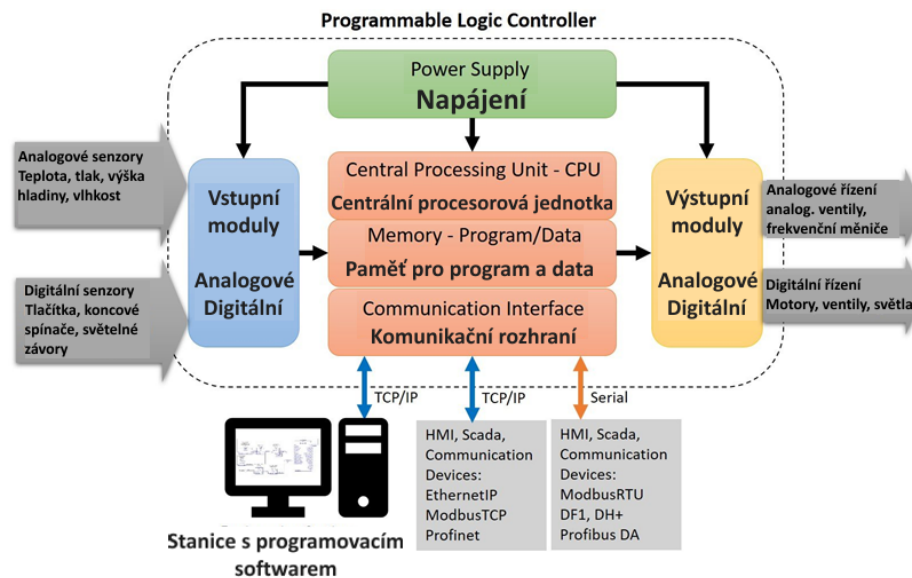 Programmable Logic Controller
Power Supply
Napájení
Analogové senzory
Teplota, tlak, výška
hladiny, vlhkost
Digitální senzory
Tlačítka, koncové
spínače, světelné
závory
Vstupní
moduly
Analogové
Digitální
Central Processing Unit - CPU
Centrální procesorová jednotka
Memory - Program/Data
Paměť pro program a data
Communication Interface
Komunikační rozhraní
Výstupní
moduly
Analogové
Digitální
Analogové řízení
analog. ventily,
frekvenční měniče
Digitální řízení
Motory, ventily, světla
TCP/IP
TCP/IP
Serial
Stanice s programovacím
softwarem
HMI, Scada,
Communication
Devices:
EthernetIP
ModbusTCP
Profinet
HMI, Scada,
Communication
Devices:
ModbusRTU
DF1, DH+
Profibus DA